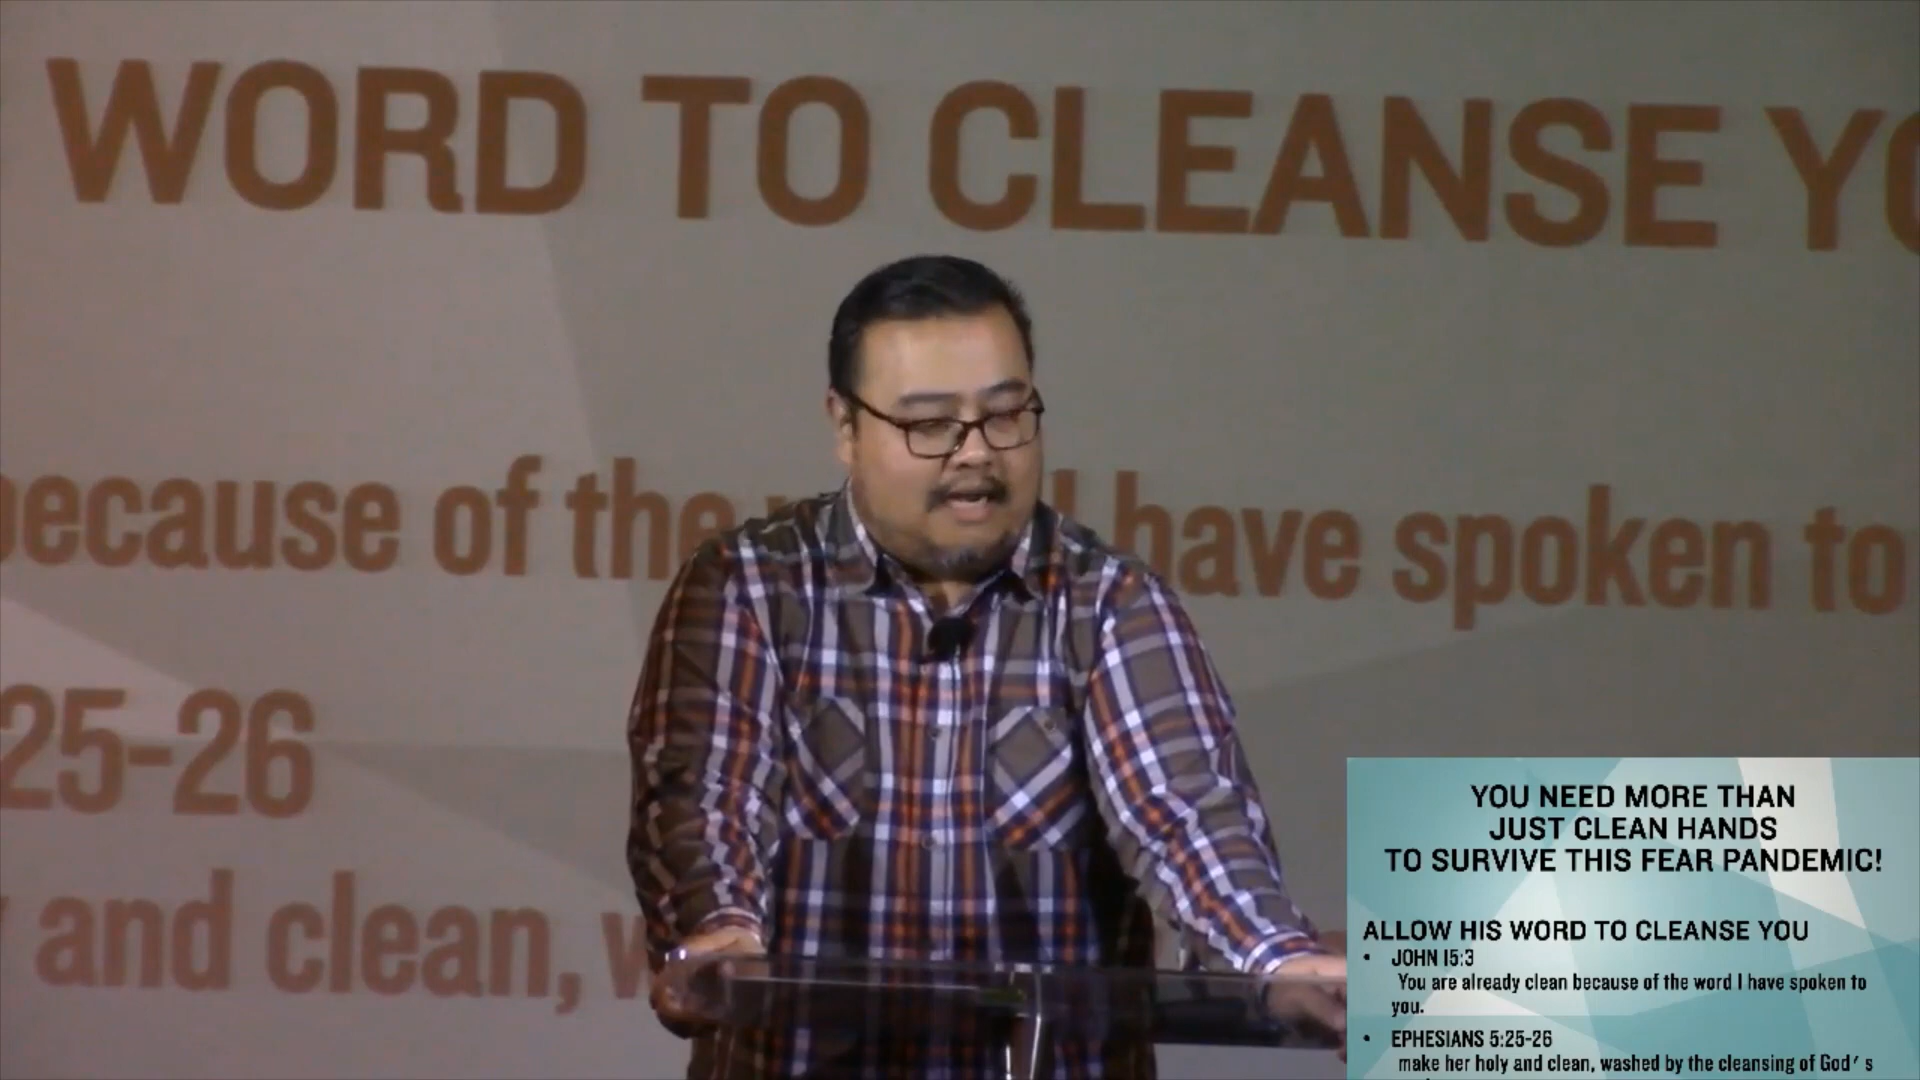 WORD TO CLEANSE
because of the have spoken to
25-26
and clean,
YOU NEED MORE THAN
JUST CLEAN HANDS
TO SURVIVE THIS FEAR PANDEMIC!
ALLOW HIS WORD TO CLEANSE YOU
• JOHN 15:3
You are already clean because of the word I have spoken to
you.
• EPHESIANS 5:25-26
make her holy and clean, washed by the cleansing of God's